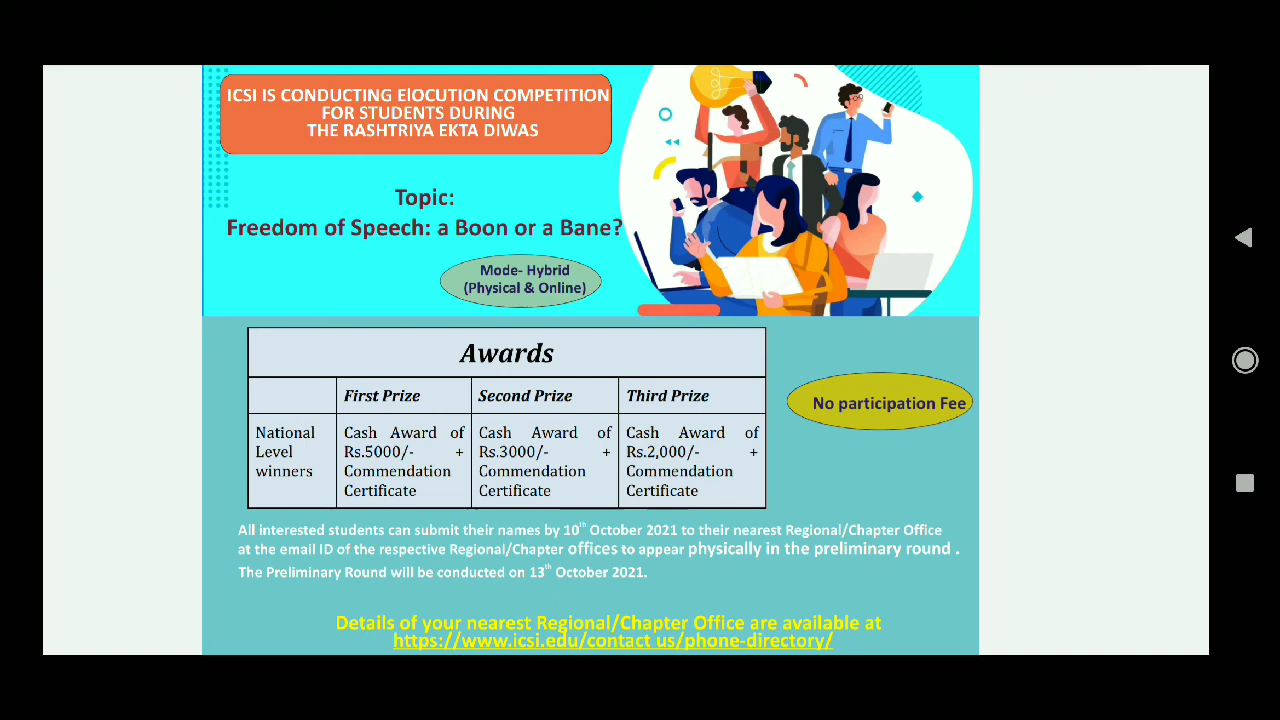 ICSI IS CONDUCTING ElOCUTION COMPETITION
FOR STUDENTS DURING
THE RASHTRIYA EKTA DIWAS
Topic:
Freedom of Speech: a Boon or a Bane?
Mode- Hybrid
(Physical & Online)
Awards
First Prize Second Prize Third Prize
National Level winners
Cash Award of Rs.5000/- + Commendation Certificate
Cash Award of Rs.3000/- + Commendation Certificate
Cash Award of Rs.2,000/- + Commendation Certificate
No participation Fee
All interested students can submit their names by 10th October 2021 to their nearest Regional/Chapter Office
at the email ID of the respective Regional/Chapter offices to appear physically in the preliminary round .
The Preliminary Round will be conducted on 13th October 2021.
Details of your nearest Regional/Chapter Office are available at
https://www.icsi.edu/contact us/phone-directory/